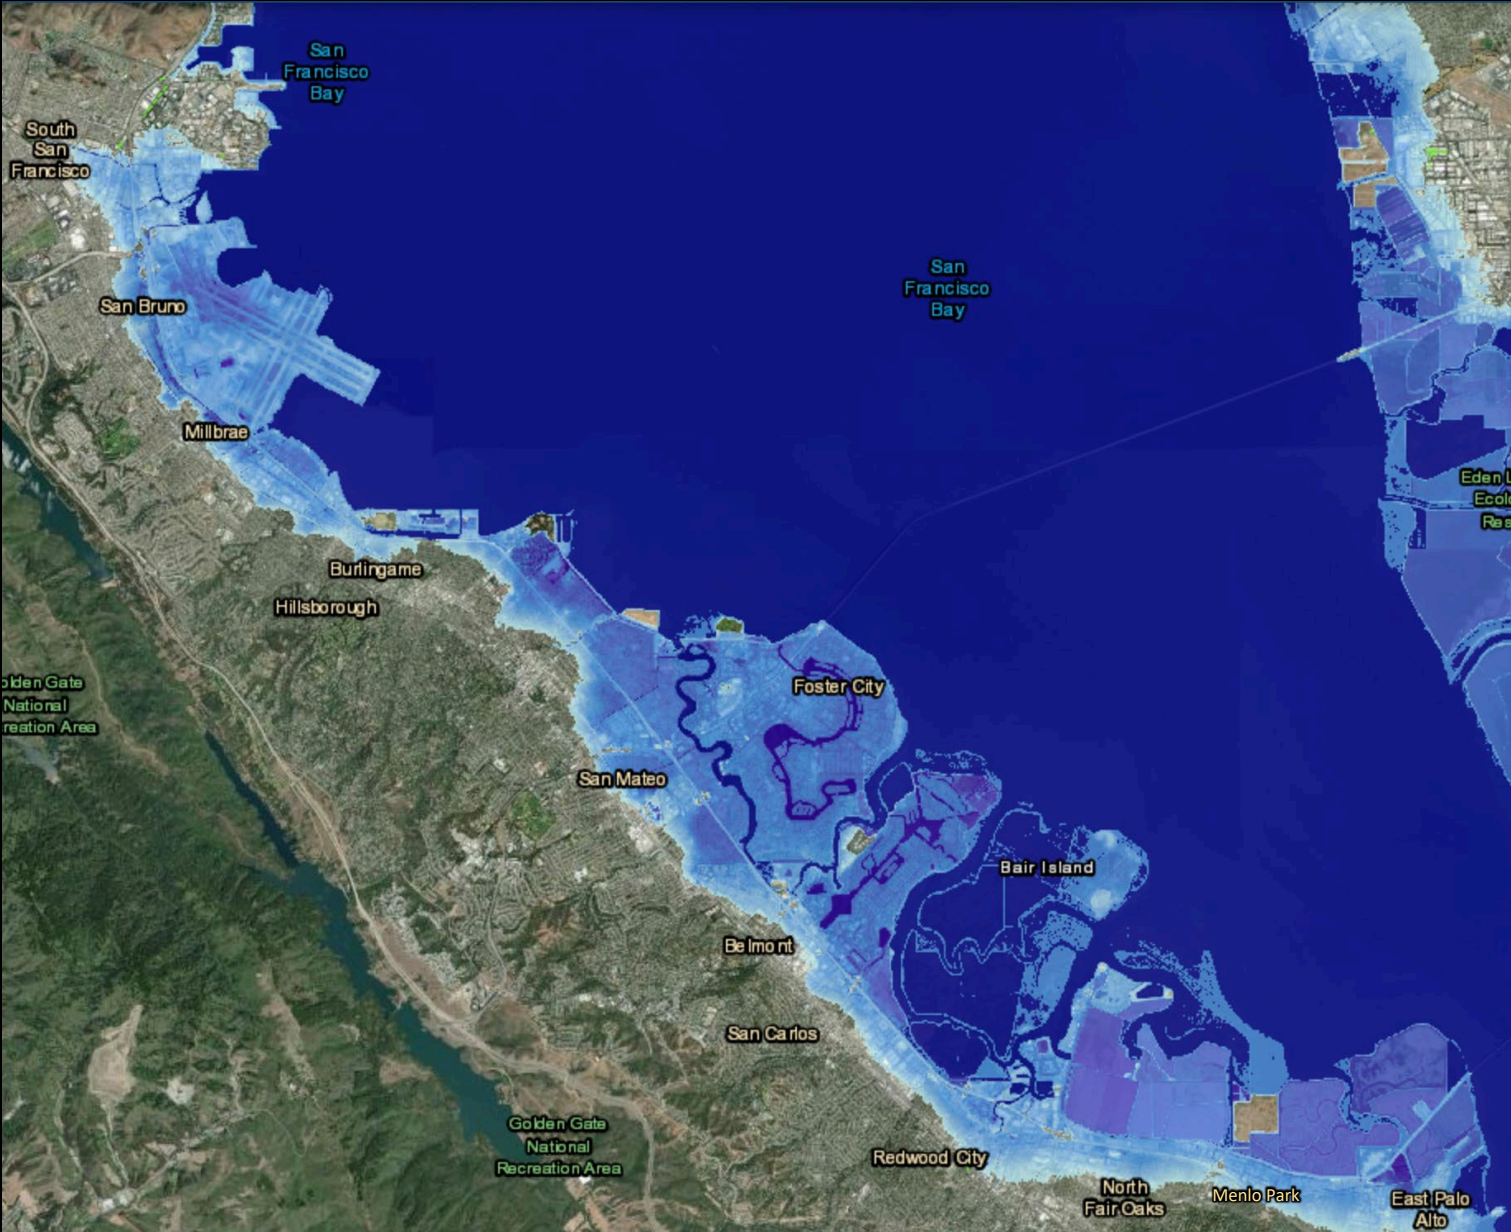 San
Francisco
Bay
South
San
Francisco
San
Francisco
Bay
San Bruno
Millbrae
Eden L
Ecolo
Res
Burlingame
Hillsborough
olden Gate
National
reation Area
Foster City
San Mateo
Bair Island
Belmont
San Carlos
Golden Gate
National
Recreation Area
Redwood City
North
Fair Oaks
Menlo Park
East Palo
Alto